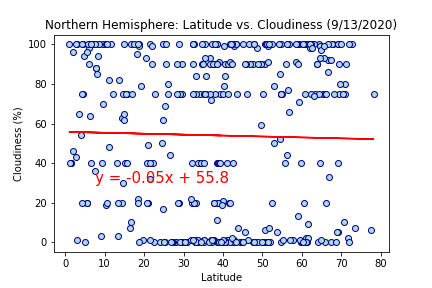 Northern Hemisphere: Latitude vs. Cloudiness (9/13/2020)
100
80
60
40
20
0
Cloudiness (%)
y = -0.05x + 55.8
0 10 20 30 40 50 60 70 80
Latitude